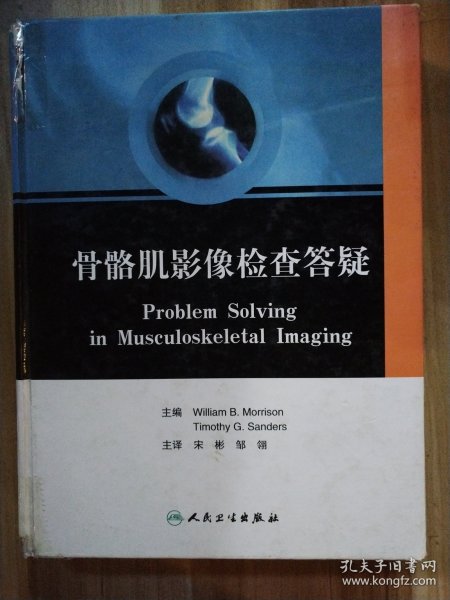 骨骼肌影像检查答疑
Problem Solving
in Musculoskeletal Imaging
主编 William B. Morrison
Timothy G. Sanders
主译 宋 彬 邹 翎
人民卫生出版社
孔夫子旧书网
www.kongfz.com